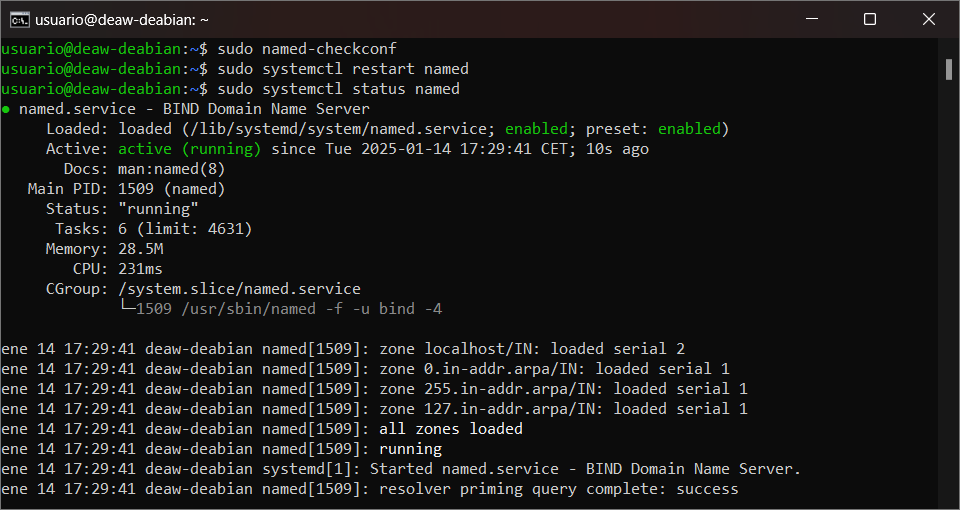 usuario@deaw-deabian: ~
usuario@deaw-deabian:~$ sudo named-checkconf
usuario@deaw-deabian:~$ sudo systemctl restart named
usuario@deaw-deabian:~$ sudo systemctl status named
● named.service - BIND Domain Name Server
     Loaded: loaded (/lib/systemd/system/named.service; enabled; preset: enabled)
     Active: active (running) since Tue 2025-01-14 17:29:41 CET; 10s ago
       Docs: man:named(8)
   Main PID: 1509 (named)
     Status: "running"
      Tasks: 6 (limit: 4631)
     Memory: 28.5M
        CPU: 231ms
     CGroup: /system.slice/named.service
             └─1509 /usr/sbin/named -f -u bind -4
ene 14 17:29:41 deaw-deabian named[1509]: zone localhost/IN: loaded serial 2
ene 14 17:29:41 deaw-deabian named[1509]: zone 0.in-addr.arpa/IN: loaded serial 1
ene 14 17:29:41 deaw-deabian named[1509]: zone 255.in-addr.arpa/IN: loaded serial 1
ene 14 17:29:41 deaw-deabian named[1509]: zone 127.in-addr.arpa/IN: loaded serial 1
ene 14 17:29:41 deaw-deabian named[1509]: all zones loaded
ene 14 17:29:41 deaw-deabian named[1509]: running
ene 14 17:29:41 deaw-deabian systemd[1]: Started named.service - BIND Domain Name Server.
ene 14 17:29:41 deaw-deabian named[1509]: resolver priming query complete: success